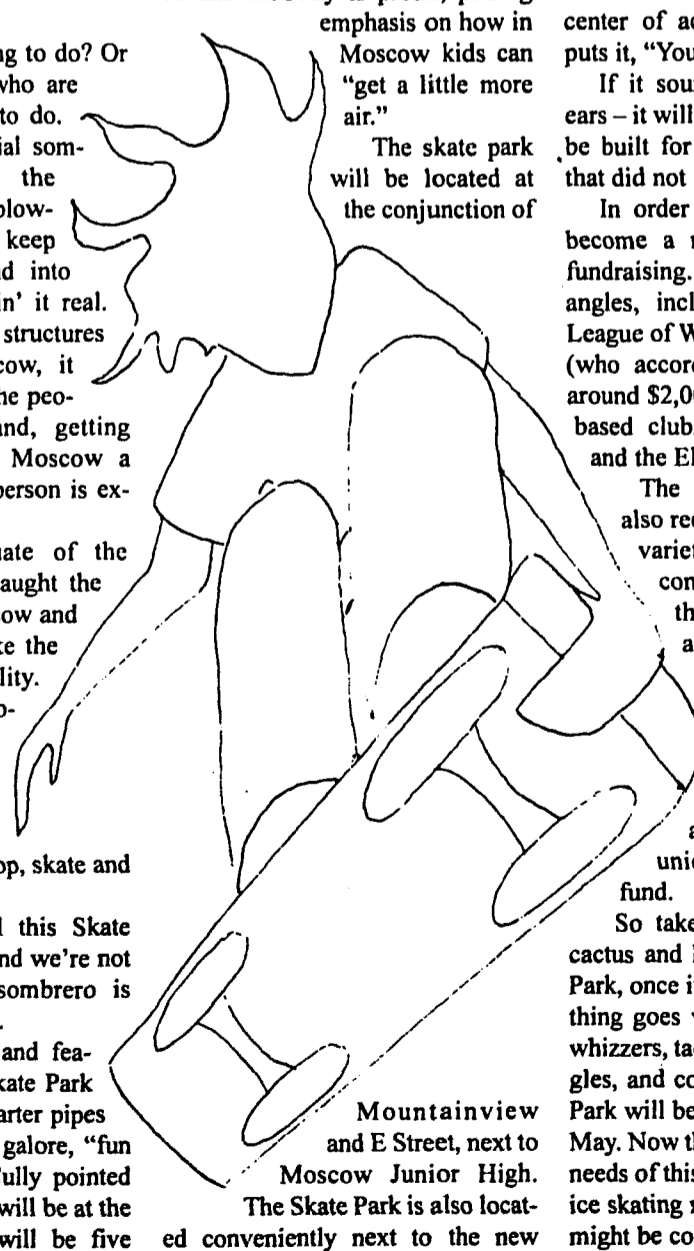 ng to do? Or
who are
to do.
ial som-
the
blow-
keep
d into
in' it real.
structures
cow, it
he peo-
and, getting
Moscow a
person is ex-
uate of the
aught the
ow and
ke the
lity.
o-
op, skate and
l this Skate
nd we're not
sombrero is
and fea-
kate Park
arter pipes
galore, “fun
fully pointed
will be at the
will be five
emphasis on how in
Moscow kids can
“get a little more
air.”
The skate park
will be located at
the conjunction of
Mountainview
and E Street, next to
Moscow Junior High.
The Skate Park is also locat-
ed conveniently next to the new
center of ac
puts it, “You
If it sou
ears – it will
be built for
that did not
In order
become a r
fundraising.
angles, incl
League of W
(who accor
around $2,0
based club
and the El
The
also rec
variet
con
th
a
a
unic
fund.
So take
cactus and
Park, once i
thing goes
whizzers, ta
gles, and co
Park will be
May. Now th
needs of this
ice skating r
might be co